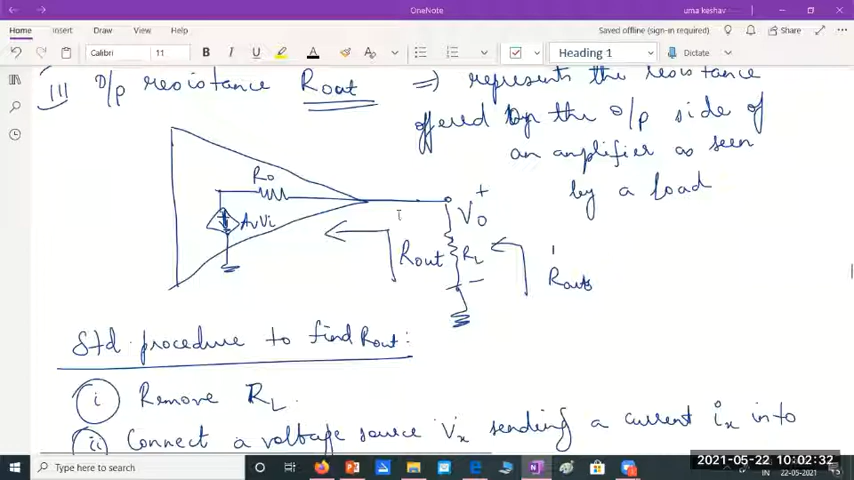 OneNote
uma keshav
Home Insert Draw View Help
Saved offline (sign-in required)
Share
Calibri 11 B I U A
Heading 1
Dictate
III O/p resistance Rout => represents the resistance
offered by the O/p side of
an amplifier as seen
by a load
Ro
AvVi
+
Vo
Rout
RL
-
Rout
Std. procedure to find Rout:
i Remove RL.
ii Connect a voltage source Vx sending a current ix into
2021-05-22 10:02:32
Type here to search
IN 22-05-2021